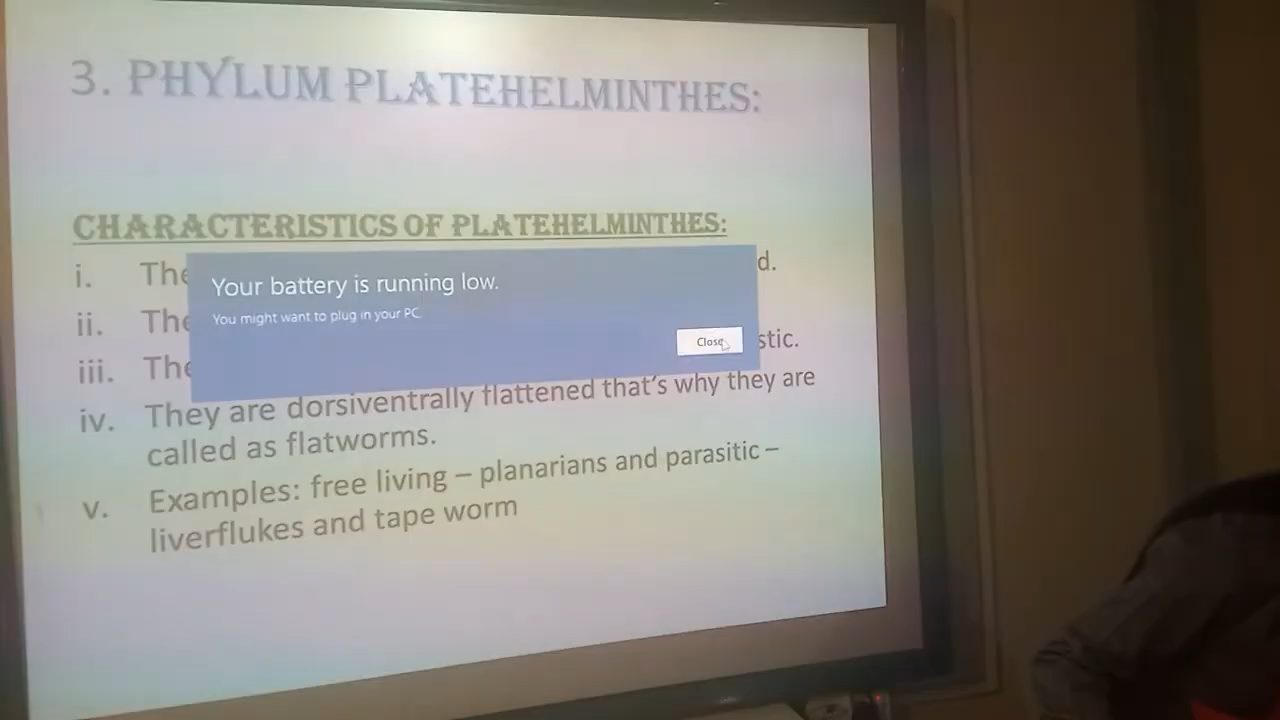 3. PHYLUM PLATEHELMINTHES:
CHARACTERISTICS OF PLATEHELMINTHES:
i. The d.
ii. The
iii. The stic.
Your battery is running low.
You might want to plug in your PC.
Close
iv. They are dorsiventrally flattened that's why they are
called as flatworms.
v. Examples: free living – planarians and parasitic –
liverflukes and tape worm